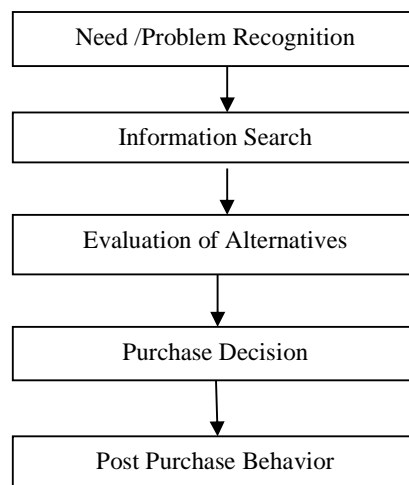 Need /Problem Recognition
Information Search
Evaluation of Alternatives
Purchase Decision
Post Purchase Behavior